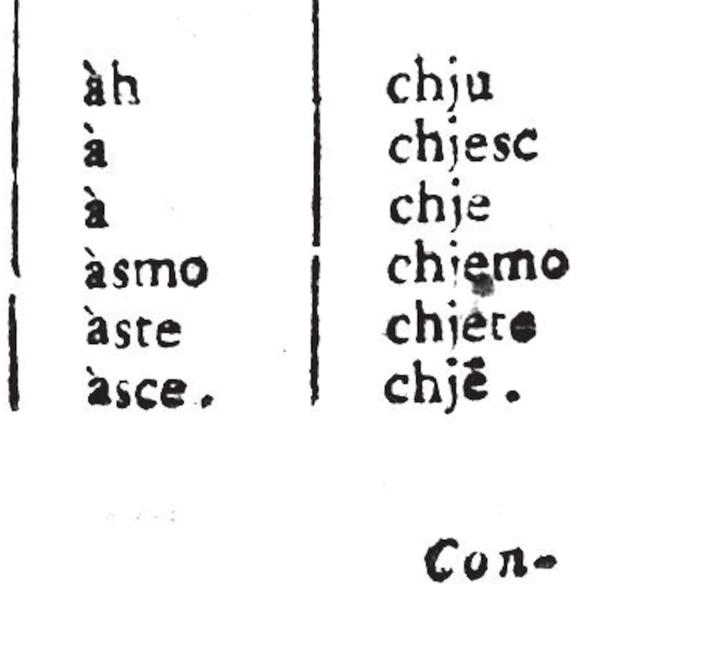 àh chju
à chjesc
à chje
àsmo chjemo
àste chjete
àsce. chjē.
Con-